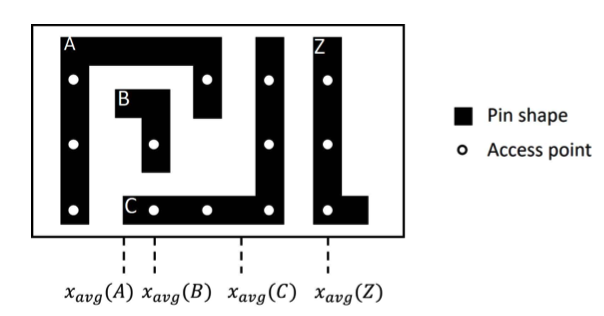 A
Z
B
C
Pin shape
Access point
x_avg(A) x_avg(B) x_avg(C) x_avg(Z)